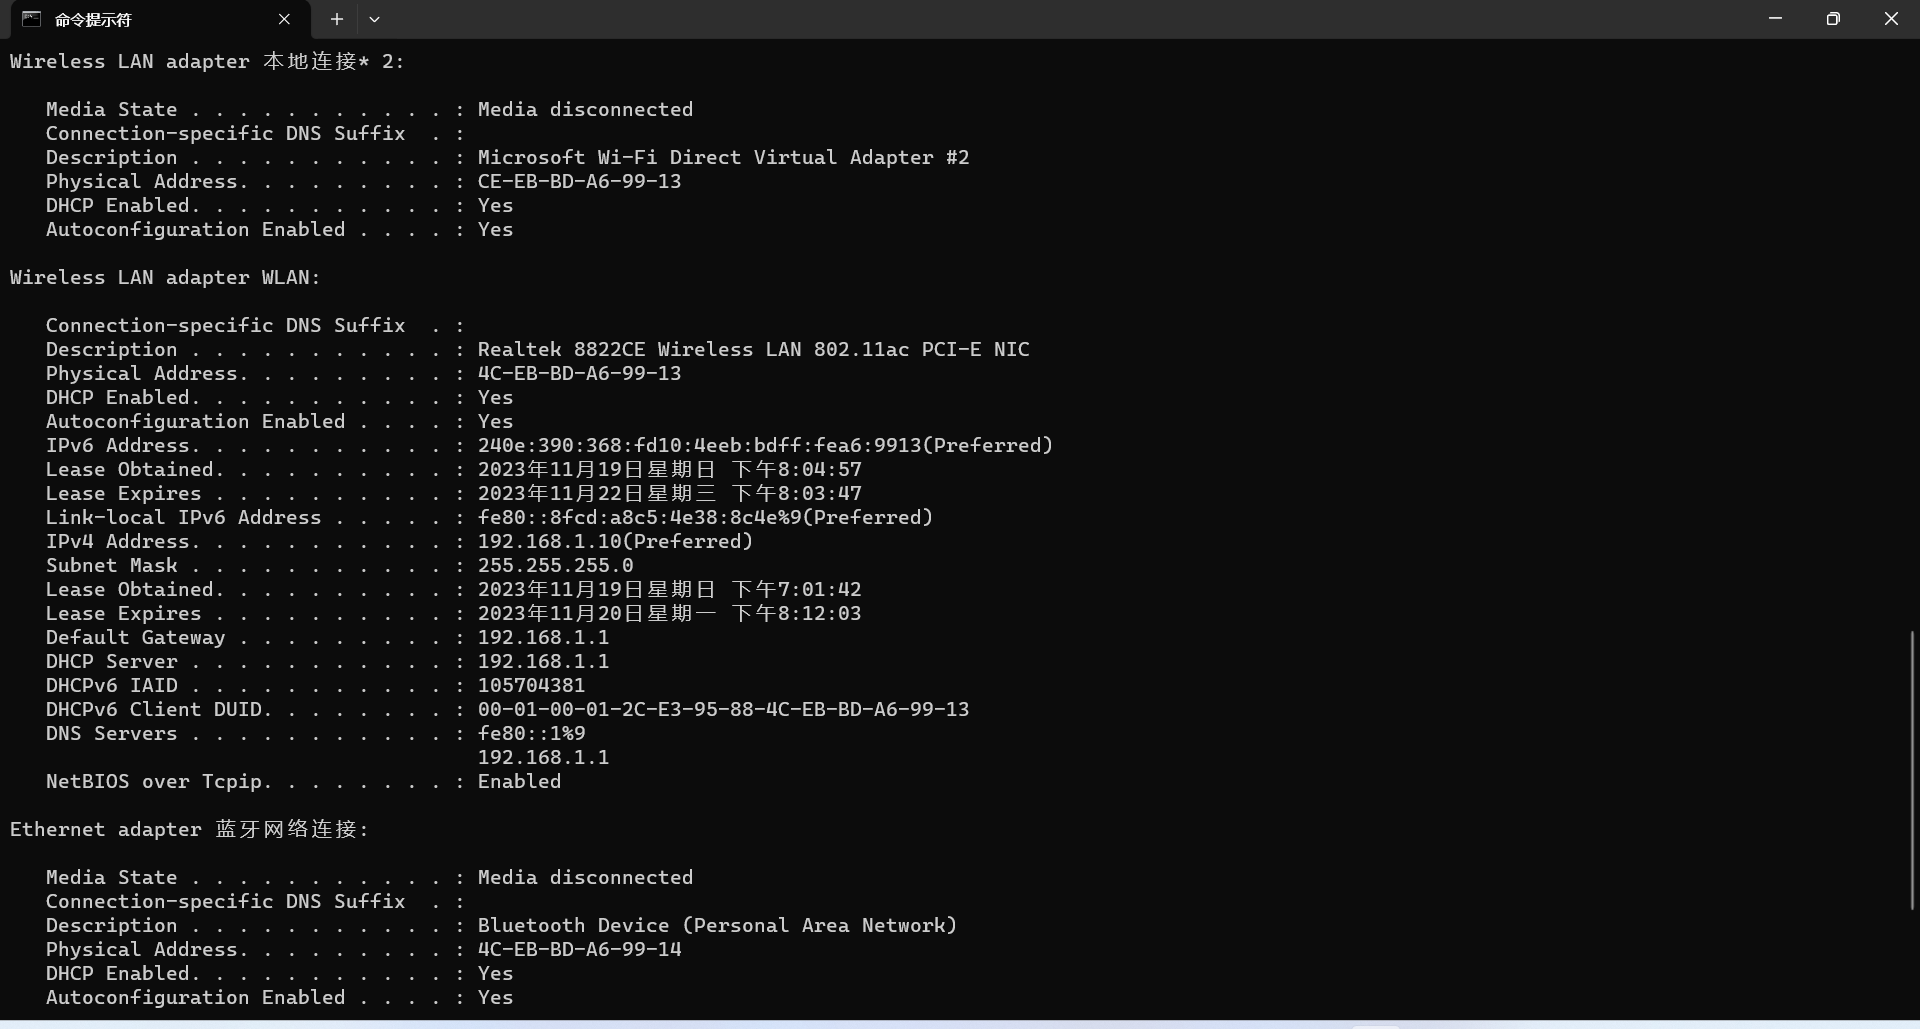 命令提示符
Wireless LAN adapter 本地连接* 2:
Media State . . . . . . . . . . . : Media disconnected
Connection-specific DNS Suffix  . :
Description . . . . . . . . . . . : Microsoft Wi-Fi Direct Virtual Adapter #2
Physical Address. . . . . . . . . : CE-EB-BD-A6-99-13
DHCP Enabled. . . . . . . . . . . : Yes
Autoconfiguration Enabled . . . . : Yes
Wireless LAN adapter WLAN:
Connection-specific DNS Suffix  . :
Description . . . . . . . . . . . : Realtek 8822CE Wireless LAN 802.11ac PCI-E NIC
Physical Address. . . . . . . . . : 4C-EB-BD-A6-99-13
DHCP Enabled. . . . . . . . . . . : Yes
Autoconfiguration Enabled . . . . : Yes
IPv6 Address. . . . . . . . . . . : 240e:390:368:fd10:4eeb:bdff:fea6:9913(Preferred)
Lease Obtained. . . . . . . . . . : 2023年11月19日星期日 下午8:04:57
Lease Expires . . . . . . . . . . : 2023年11月22日星期三 下午8:03:47
Link-local IPv6 Address . . . . . : fe80::8fcd:a8c5:4e38:8c4e%9(Preferred)
IPv4 Address. . . . . . . . . . . : 192.168.1.10(Preferred)
Subnet Mask . . . . . . . . . . . : 255.255.255.0
Lease Obtained. . . . . . . . . . : 2023年11月19日星期日 下午7:01:42
Lease Expires . . . . . . . . . . : 2023年11月20日星期一 下午8:12:03
Default Gateway . . . . . . . . . : 192.168.1.1
DHCP Server . . . . . . . . . . . : 192.168.1.1
DHCPv6 IAID . . . . . . . . . . . : 105704381
DHCPv6 Client DUID. . . . . . . . : 00-01-00-01-2C-E3-95-88-4C-EB-BD-A6-99-13
DNS Servers . . . . . . . . . . . : fe80::1%9
192.168.1.1
NetBIOS over Tcpip. . . . . . . . : Enabled
Ethernet adapter 蓝牙网络连接:
Media State . . . . . . . . . . . : Media disconnected
Connection-specific DNS Suffix  . :
Description . . . . . . . . . . . : Bluetooth Device (Personal Area Network)
Physical Address. . . . . . . . . : 4C-EB-BD-A6-99-14
DHCP Enabled. . . . . . . . . . . : Yes
Autoconfiguration Enabled . . . . : Yes